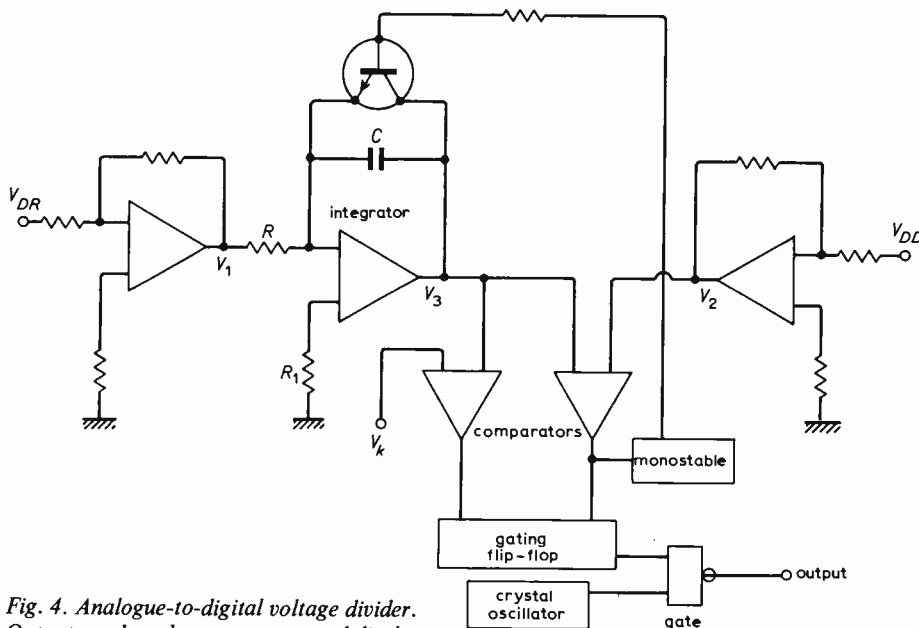 C
V_DR
integrator
R
V_DD
V_1
V_3
V_2
R_1
V_k
comparators
monostable
gating
flip-flop
crystal
oscillator
gate
output
Fig. 4. Analogue-to-digital voltage divider.